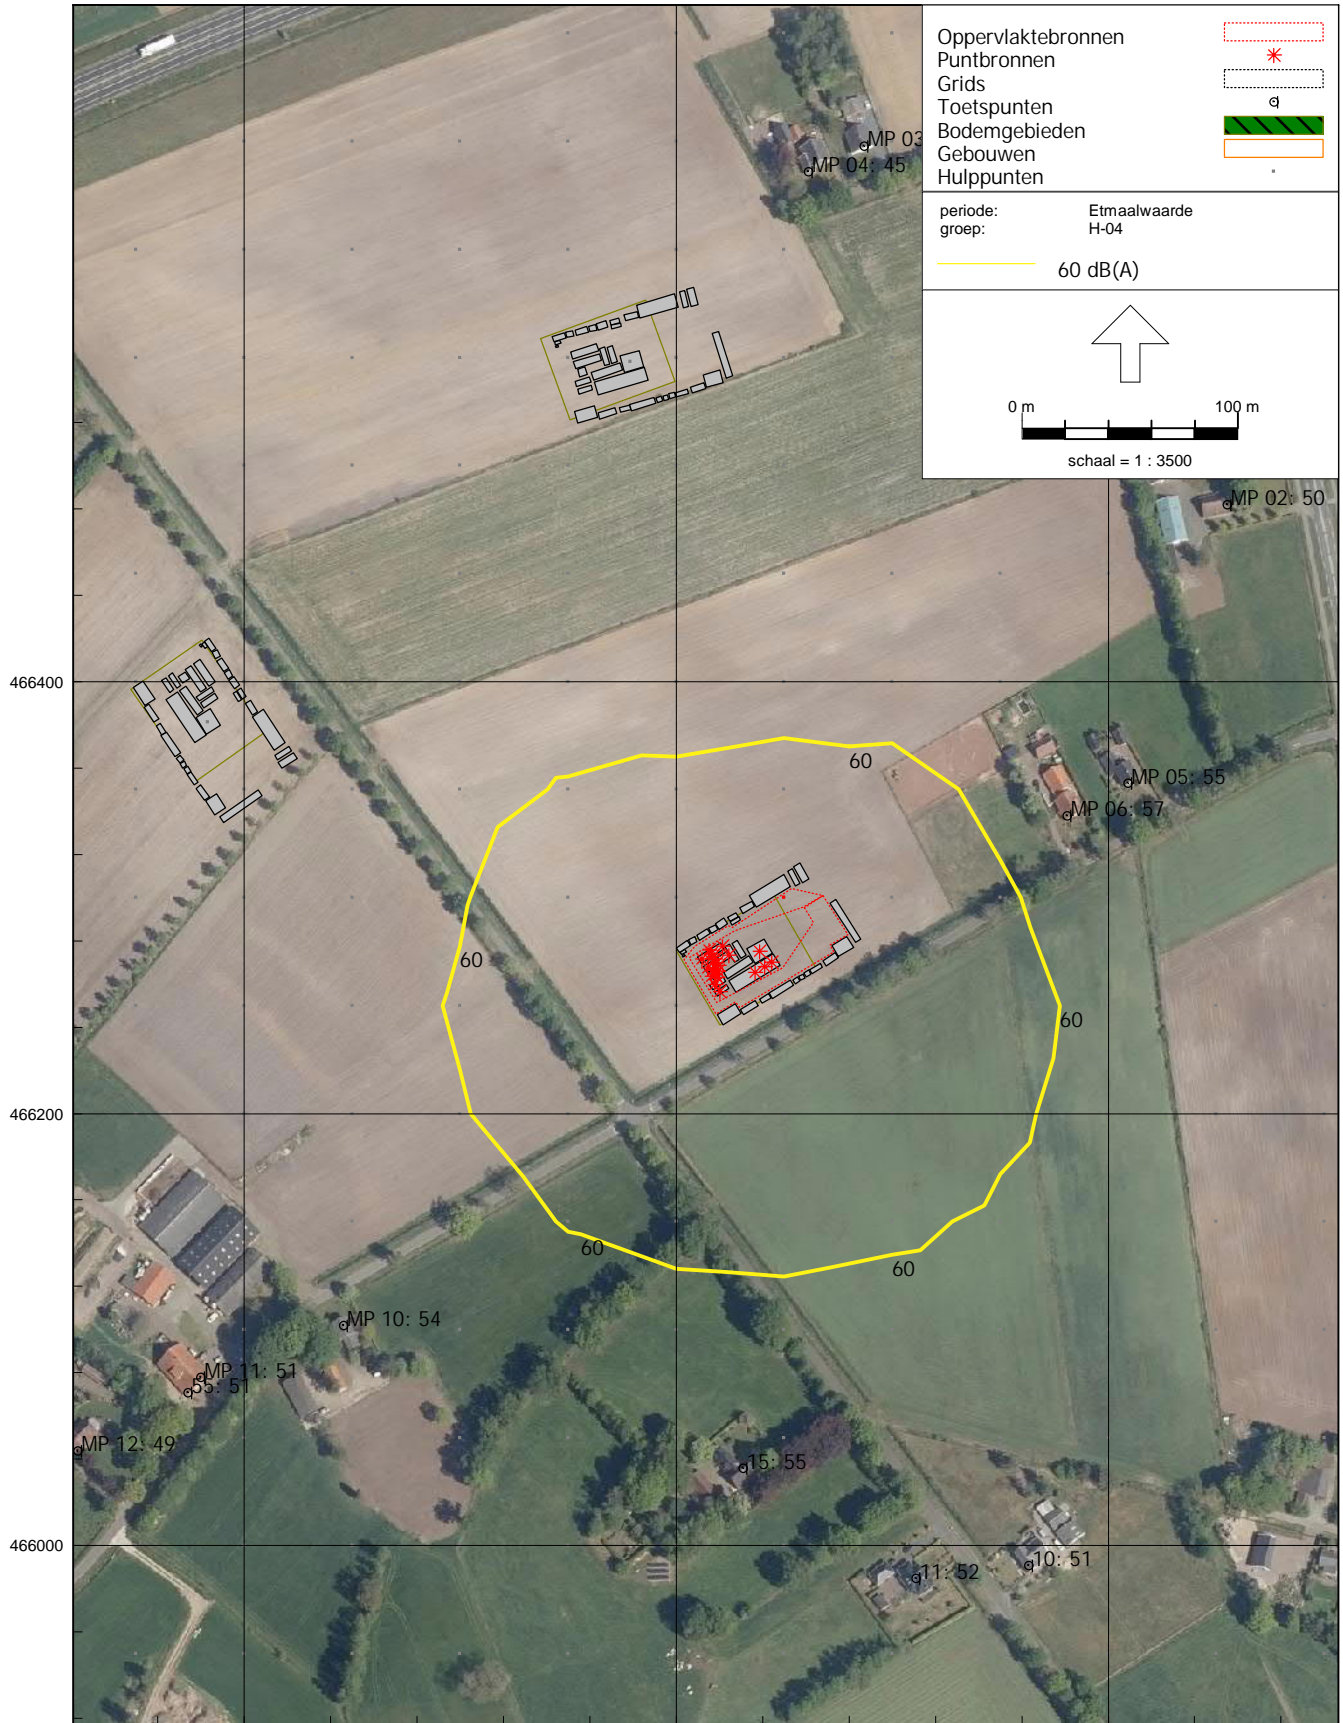 Oppervlaktebronnen
Puntbronnen
Grids
Toetspunten
Bodemgebieden
Gebouwen
Hulppunten
periode: Etmaalwaarde
groep: H-04
60 dB(A)
0 m 100 m
schaal = 1 : 3500
MP 03
MP 04: 45
MP 02: 50
466400
60
MP 05: 55
MP 06: 57
60
60
466200
60
60
MP 10: 54
MP 11: 51
55: 51
MP 12: 49
15: 55
466000
11: 52
10: 51